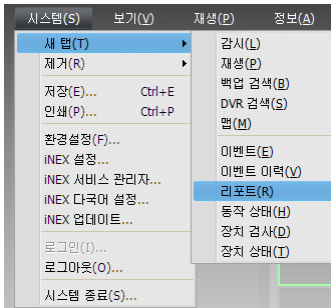 시스템(S) 보기(V) 재생(P) 정보(A)
새 탭(T)
제거(R)
저장(E)... Ctrl+E
인쇄(P)... Ctrl+P
환경설정(F)...
iNEX 설정...
iNEX 서비스 관리자...
iNEX 다국어 설정...
iNEX 업데이트...
로그인(I)...
로그아웃(O)...
시스템 종료(S)...
감시(L)
재생(P)
백업 검색(B)
DVR 검색(S)
맵(M)
이벤트(E)
이벤트 이력(V)
리포트(R)
동작 상태(H)
장치 검사(D)
장치 상태(T)